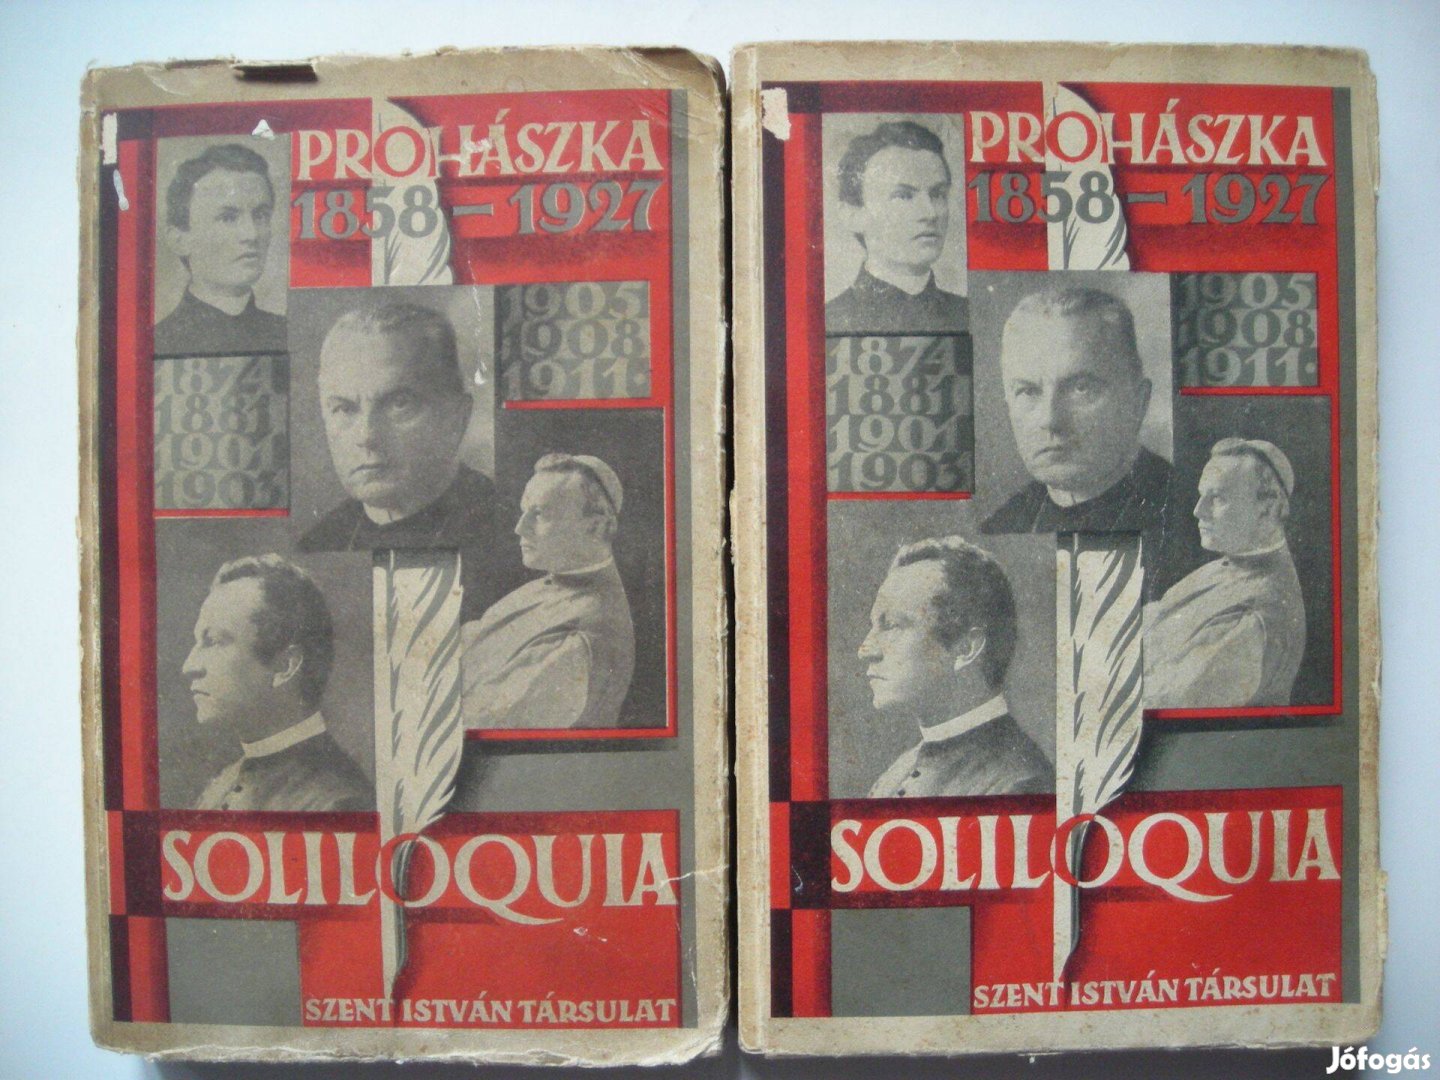 PROHÁSZKA
1858-1927
1905
1908
1911.
1874
1881
1901
1903
SOLILOQUIA
SZENT ISTVÁN TÁRSULAT
PROHÁSZKA
1858-1927
1905
1908
1911.
1874
1881
1901
1903
SOLILOQUIA
SZENT ISTVÁN TÁRSULAT
Jófogás